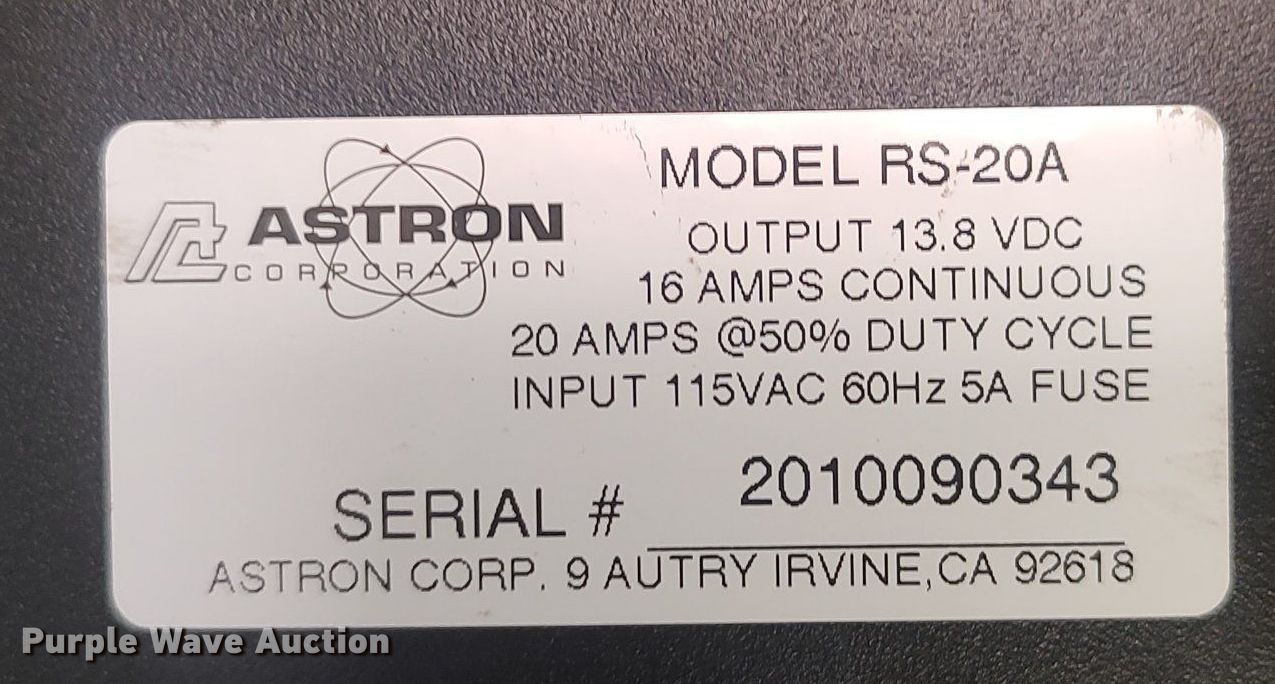 ASTRON
CORPORATION
MODEL RS-20A
OUTPUT 13.8 VDC
16 AMPS CONTINUOUS
20 AMPS @50% DUTY CYCLE
INPUT 115VAC 60Hz 5A FUSE
SERIAL # 2010090343
ASTRON CORP. 9 AUTRY IRVINE,CA 92618
Purple Wave Auction